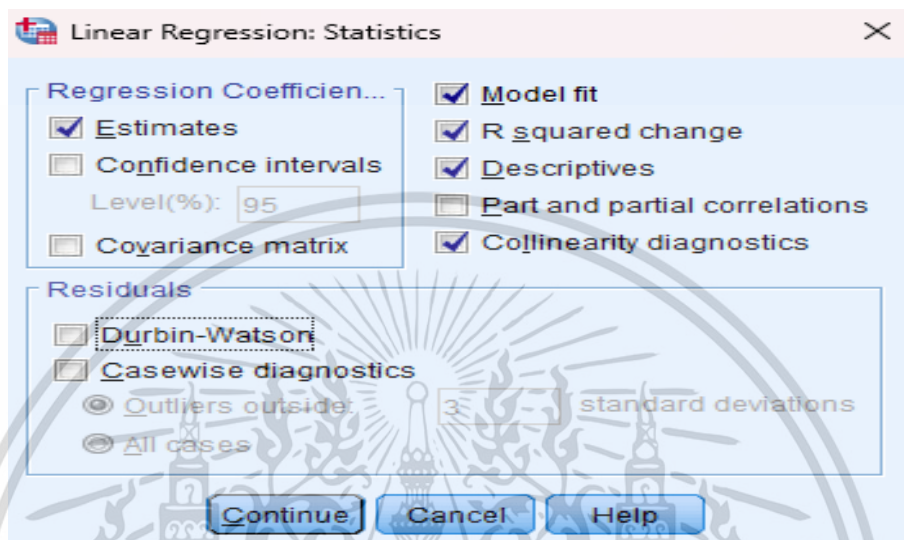 Linear Regression: Statistics
Regression Coefficien...
Estimates
Confidence intervals
Level(%): 95
Covariance matrix
Model fit
R squared change
Descriptives
Part and partial correlations
Collinearity diagnostics
Residuals
Durbin-Watson
Casewise diagnostics
Outliers outside: 3 standard deviations
All cases
Continue Cancel Help